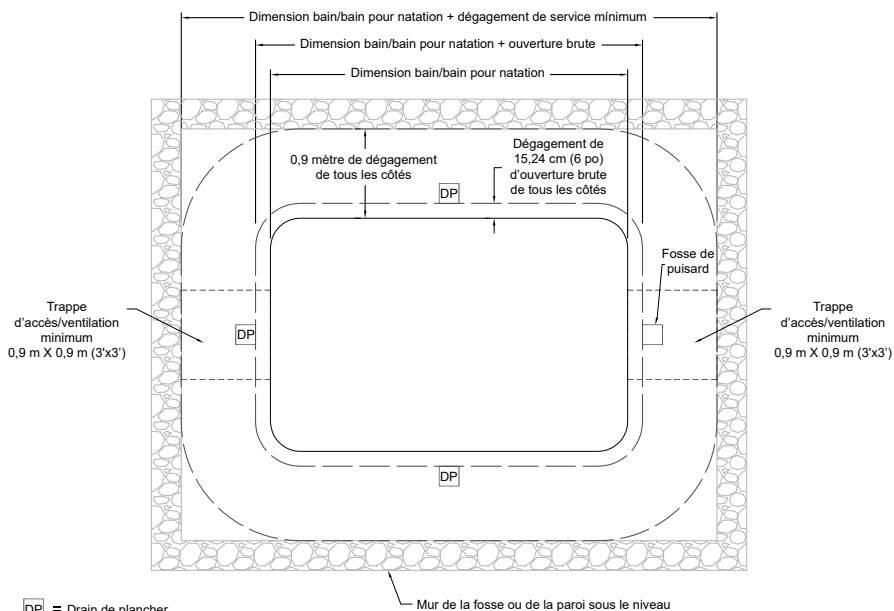 Dimension bain/bain pour natation + dégagement de service mínimum
Dimension bain/bain pour natation + ouverture brute
Dimension bain/bain pour natation
0,9 mètre de dégagement
de tous les côtés
Dégagement de
15,24 cm (6 po)
d'ouverture brute
de tous les côtés
DP
Fosse de
puisard
Trappe
d'accès/ventilation
minimum
0,9 m X 0,9 m (3'x3')
DP
Trappe
d'accès/ventilation
minimum
0,9 m X 0,9 m (3'x3')
DP
DP = Drain de plancher
Mur de la fosse ou de la paroi sous le niveau